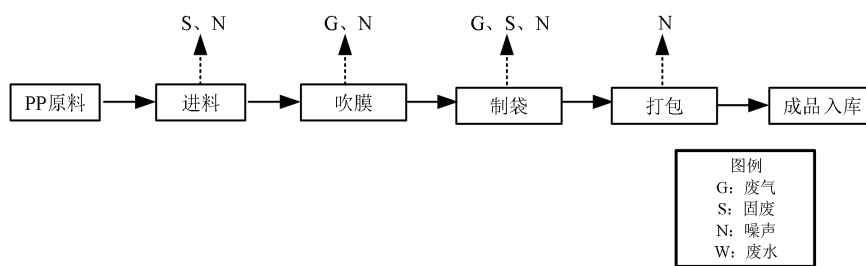 S、N
G、N
G、S、N
N
PP原料
进料
吹膜
制袋
打包
成品入库
图例
G：废气
S：固废
N：噪声
W：废水